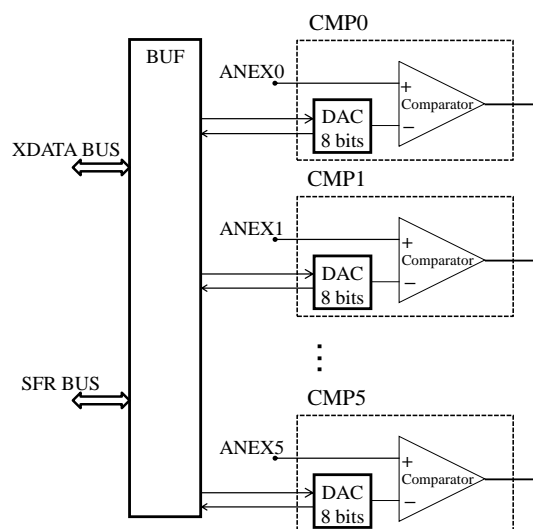 CMP0
BUF
ANEX0
+
Comparator
DAC
8 bits
−
XDATA BUS
CMP1
ANEX1
+
Comparator
DAC
8 bits
−
SFR BUS
CMP5
ANEX5
+
Comparator
DAC
8 bits
−